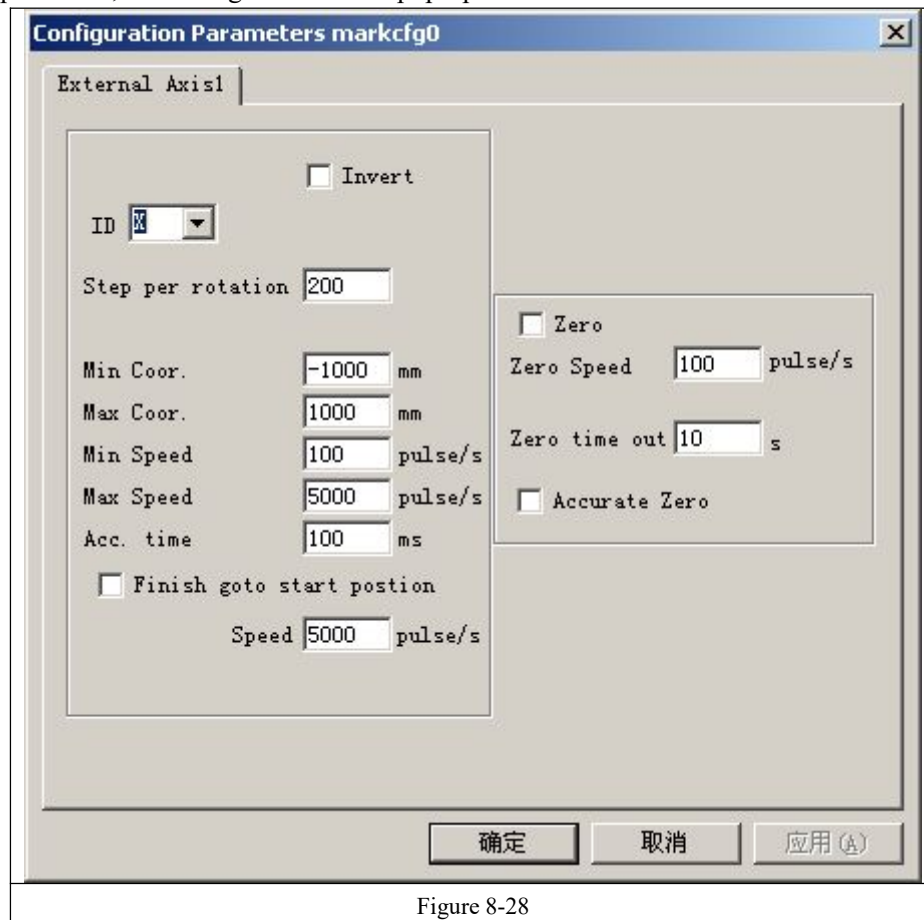 Configuration Parameters markcfg0
External Axis1
Invert
ID X
Step per rotation 200
Min Coor. -1000 mm
Max Coor. 1000 mm
Min Speed 100 pulse/s
Max Speed 5000 pulse/s
Acc. time 100 ms
Finish goto start postion
Speed 5000 pulse/s
Zero
Zero Speed 100 pulse/s
Zero time out 10 s
Accurate Zero
确定 取消 应用(A)
Figure 8-28